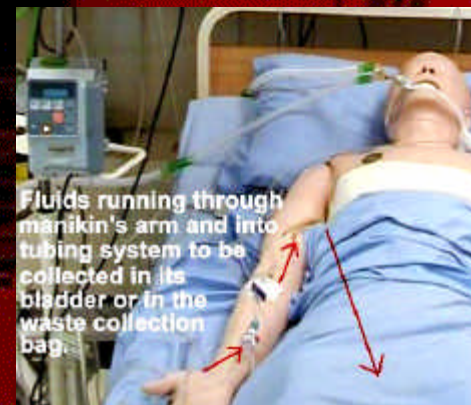 Fluids running through
manikin's arm and into
tubing system to be
collected in its
bladder or in the
waste collection
bag.